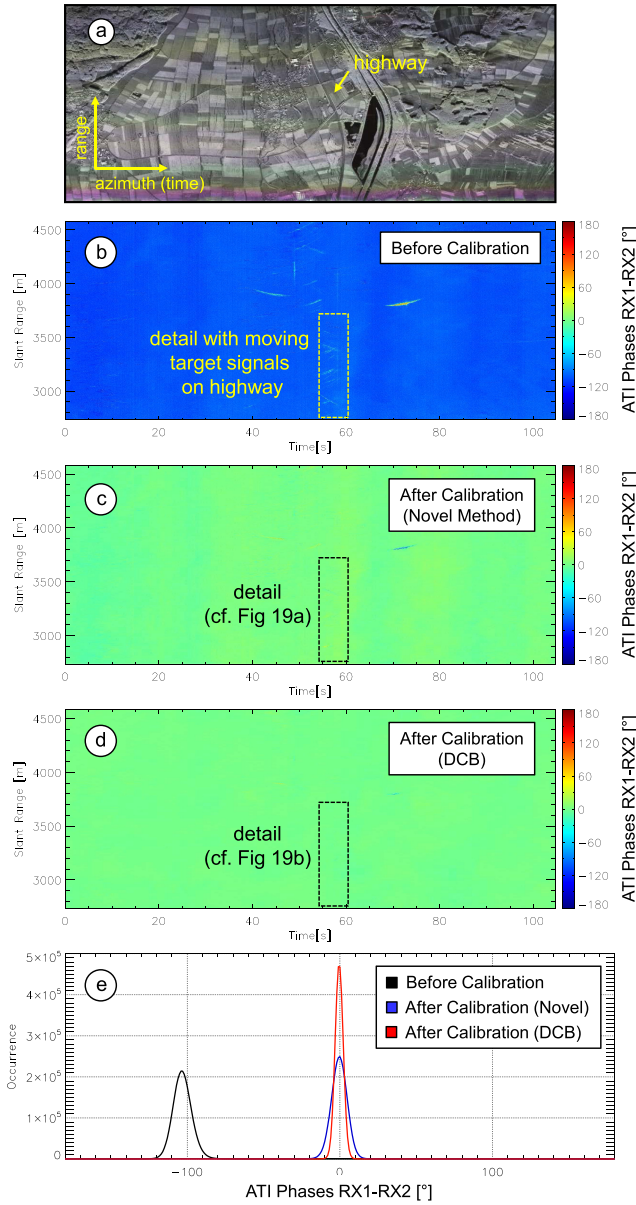 a
highway
range
azimuth (time)
b
Before Calibration
detail with moving
target signals
on highway
4500
4000
3500
3000
Slant Range [m]
0 20 40 60 80 100
Time[s]
180
120
60
0
−60
−120
−180
ATI Phases RX1-RX2 [°]
c
After Calibration
(Novel Method)
detail
(cf. Fig 19a)
4500
4000
3500
3000
Slant Range [m]
0 20 40 60 80 100
Time[s]
180
120
60
0
−60
−120
−180
ATI Phases RX1-RX2 [°]
d
After Calibration
(DCB)
detail
(cf. Fig 19b)
4500
4000
3500
3000
Slant Range [m]
0 20 40 60 80 100
Time[s]
180
120
60
0
−60
−120
−180
ATI Phases RX1-RX2 [°]
e
Before Calibration
After Calibration (Novel)
After Calibration (DCB)
5×10⁵
4×10⁵
3×10⁵
2×10⁵
1×10⁵
0
Occurrence
−100 0 100
ATI Phases RX1-RX2 [°]